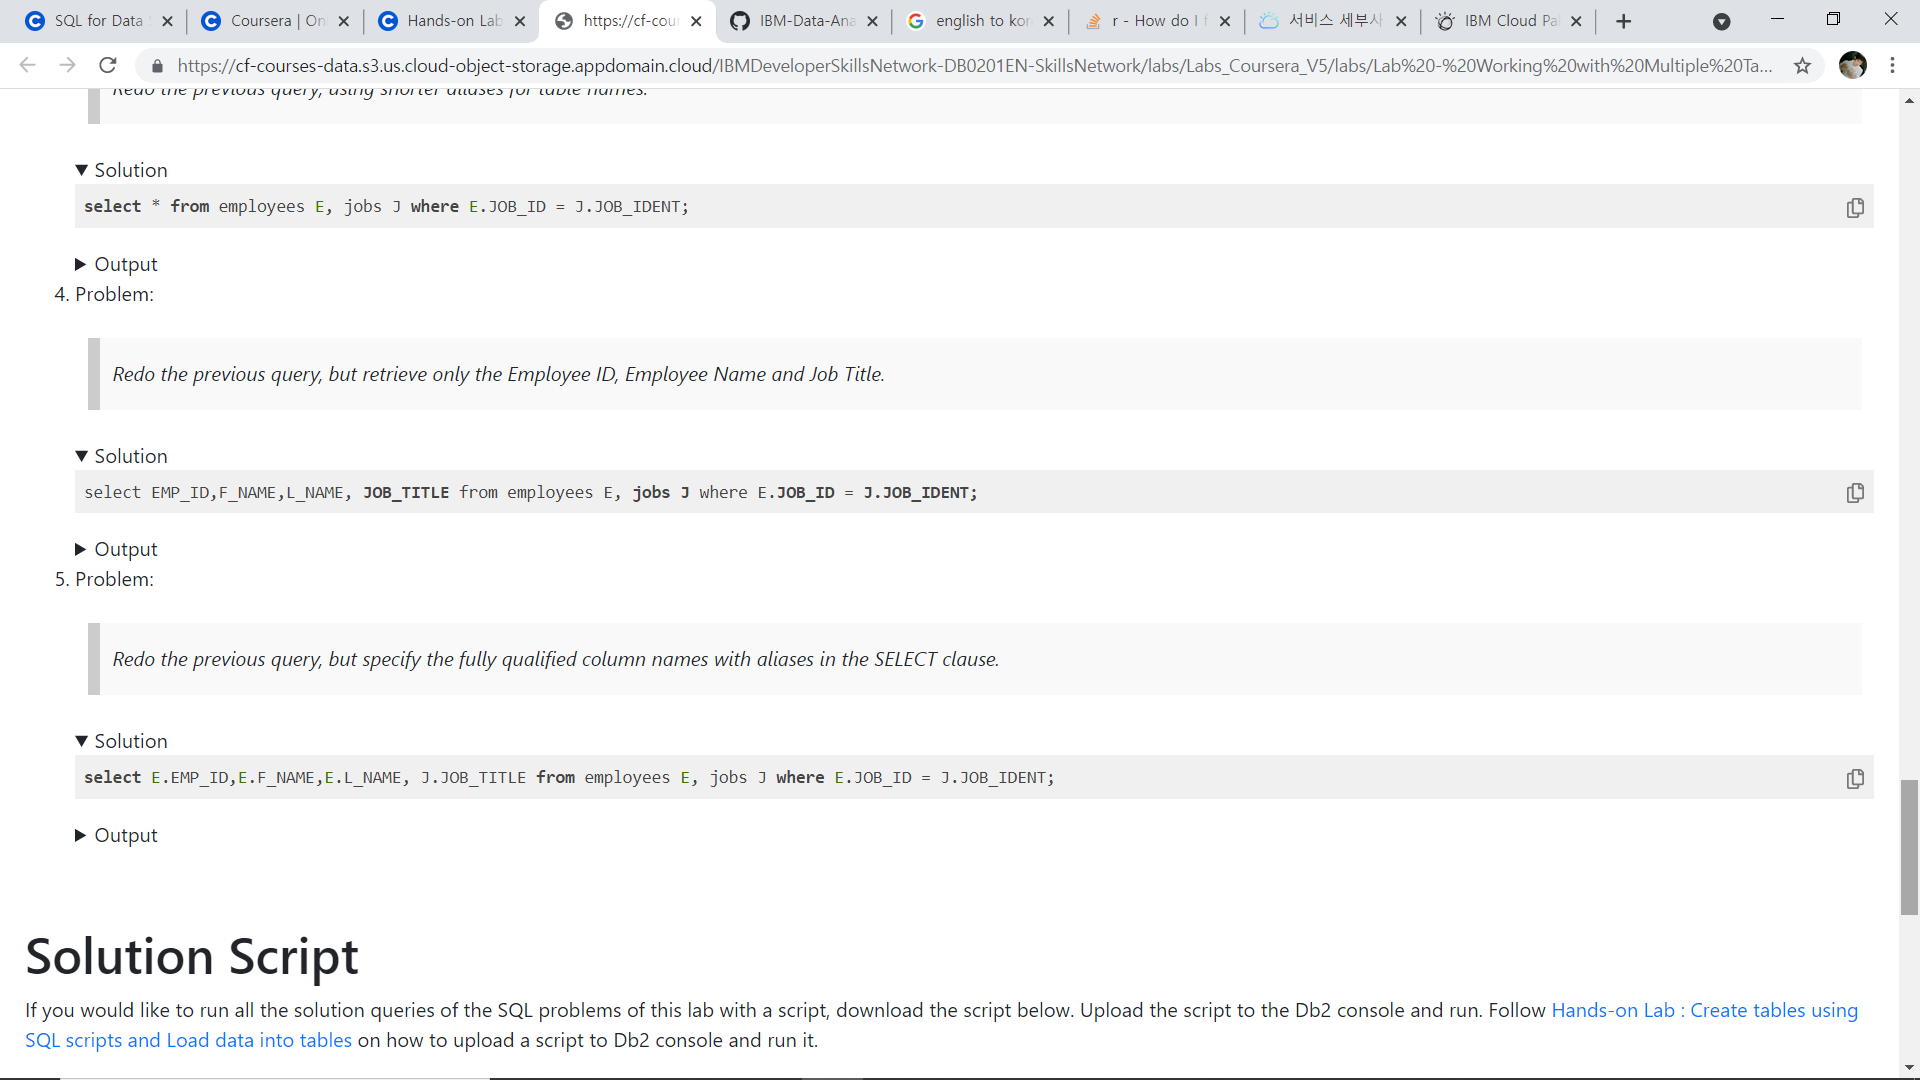 SQL for Data
Coursera | On
Hands-on Lab
https://cf-cour
IBM-Data-Ana
english to kor
r - How do I f
서비스 세부사
IBM Cloud Pa
https://cf-courses-data.s3.us.cloud-object-storage.appdomain.cloud/IBMDeveloperSkillsNetwork-DB0201EN-SkillsNetwork/labs/Labs_Coursera_V5/labs/Lab%20-%20Working%20with%20Multiple%20Ta...
Redo the previous query, using shorter aliases for table names.
Solution
select * from employees E, jobs J where E.JOB_ID = J.JOB_IDENT;
Output
4. Problem:
Redo the previous query, but retrieve only the Employee ID, Employee Name and Job Title.
Solution
select EMP_ID,F_NAME,L_NAME, JOB_TITLE from employees E, jobs J where E.JOB_ID = J.JOB_IDENT;
Output
5. Problem:
Redo the previous query, but specify the fully qualified column names with aliases in the SELECT clause.
Solution
select E.EMP_ID,E.F_NAME,E.L_NAME, J.JOB_TITLE from employees E, jobs J where E.JOB_ID = J.JOB_IDENT;
Output
Solution Script
If you would like to run all the solution queries of the SQL problems of this lab with a script, download the script below. Upload the script to the Db2 console and run. Follow Hands-on Lab : Create tables using
SQL scripts and Load data into tables on how to upload a script to Db2 console and run it.